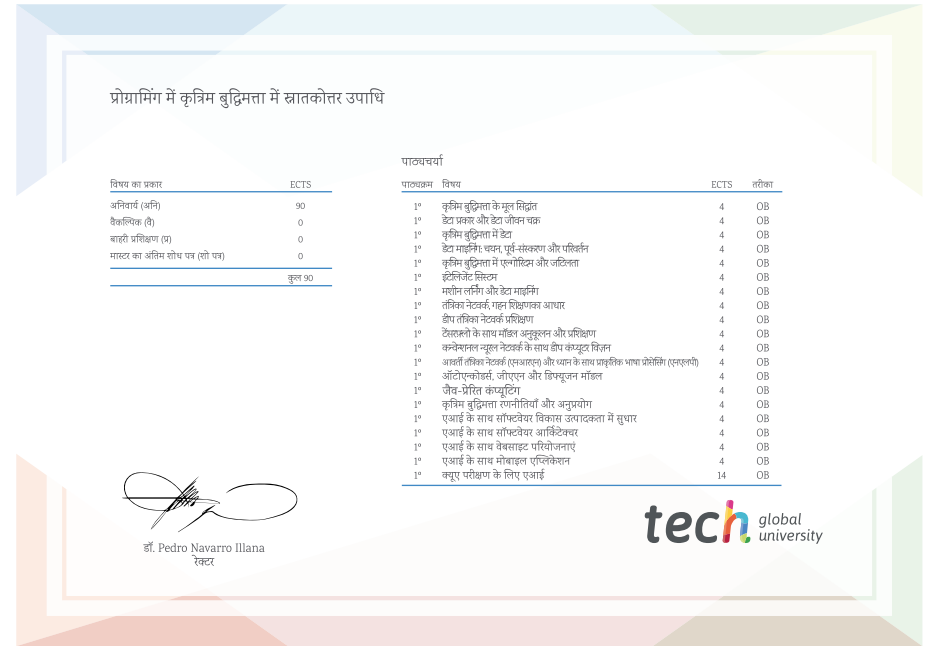 प्रोग्रामिंग में कृत्रिम बुद्धिमत्ता में स्नातकोत्तर उपाधि
विषय का प्रकार ECTS
अनिवार्य (अनि) 90
वैकल्पिक (वै) 0
बाहरी प्रशिक्षण (प्र) 0
मास्टर का अंतिम शोध पत्र (शो पत्र) 0
कुल 90
पाठ्यचर्या
पाठ्यक्रम विषय ECTS तरीका
1º कृत्रिम बुद्धिमत्ता के मूल सिद्धांत 4 OB
1º डेटा प्रकार और डेटा जीवन चक्र 4 OB
1º कृत्रिम बुद्धिमत्ता में डेटा 4 OB
1º डेटा माइनिंग: चयन, पूर्व-संस्करण और परिवर्तन 4 OB
1º कृत्रिम बुद्धिमत्ता में एल्गोरिदम और जटिलता 4 OB
1º इंटेलिजेंट सिस्टम 4 OB
1º मशीन लर्निंग और डेटा माइनिंग 4 OB
1º तंत्रिका नेटवर्क, गहन शिक्षणका आधार 4 OB
1º डीप तंत्रिका नेटवर्क प्रशिक्षण 4 OB
1º टेंसरफ़्लो के साथ मॉडल अनुकूलन और प्रशिक्षण 4 OB
1º कन्वेन्शनल न्यूरल नेटवर्क के साथ डीप कंप्यूटर विज़न 4 OB
1º आवर्ती तंत्रिका नेटवर्क (एनआरएन) और ध्यान के साथ प्राकृतिक भाषा प्रोसेसिंग (एनएलपी) 4 OB
1º ऑटोएन्कोडर्स, जीएएन और डिफ्यूजन मॉडल 4 OB
1º जैव-प्रेरित कंप्यूटिंग 4 OB
1º कृत्रिम बुद्धिमत्ता रणनीतियाँ और अनुप्रयोग 4 OB
1º एआई के साथ सॉफ्टवेयर विकास उत्पादकता में सुधार 4 OB
1º एआई के साथ सॉफ्टवेयर आर्किटेक्चर 4 OB
1º एआई के साथ वेबसाइट परियोजनाएं 4 OB
1º एआई के साथ मोबाइल एप्लिकेशन 4 OB
1º क्यूए परीक्षण के लिए एआई 14 OB
डॉ. Pedro Navarro Illana
रेक्टर
tech global
university